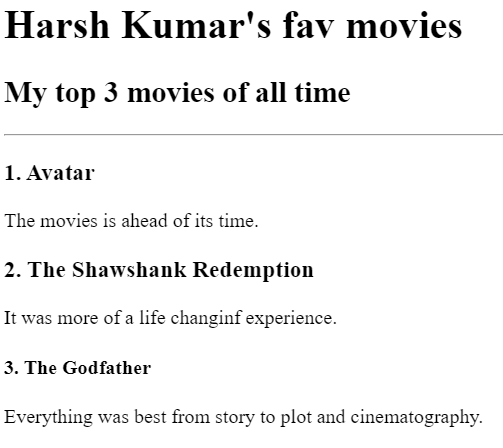 Harsh Kumar's fav movies
My top 3 movies of all time
1. Avatar
The movies is ahead of its time.
2. The Shawshank Redemption
It was more of a life changinf experience.
3. The Godfather
Everything was best from story to plot and cinematography.